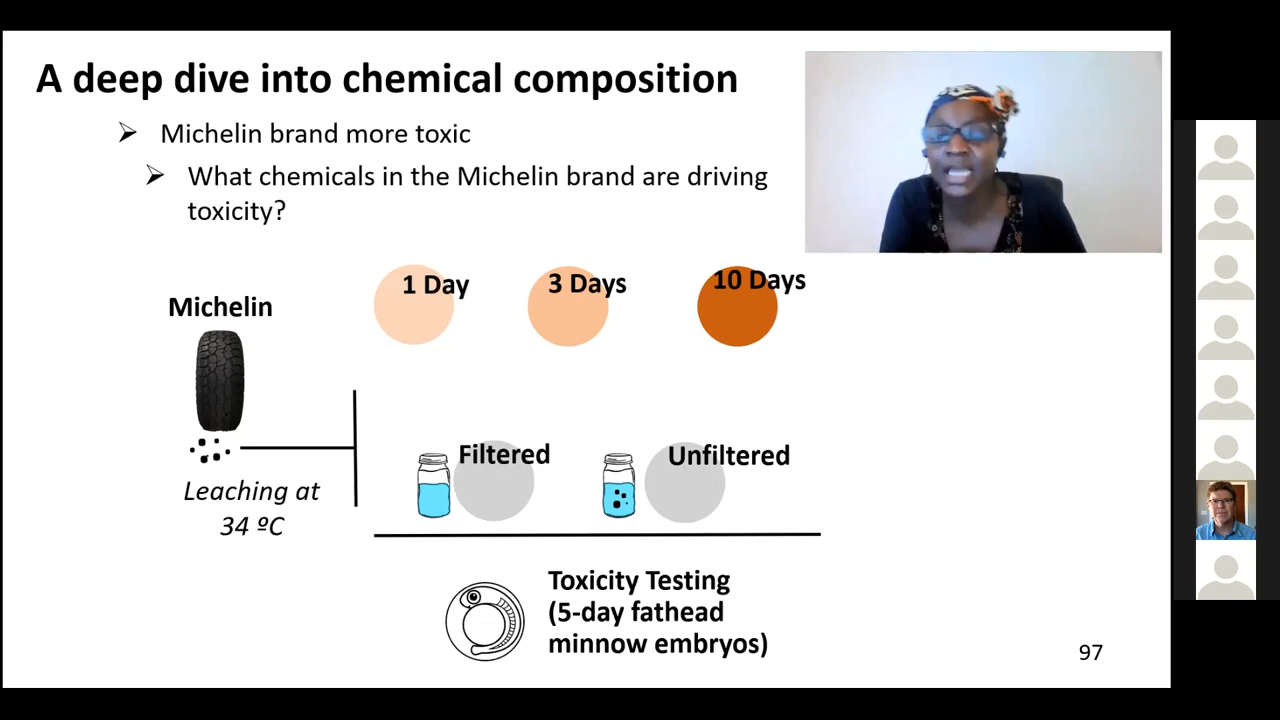 A deep dive into chemical composition
Michelin brand more toxic
What chemicals in the Michelin brand are driving
toxicity?
1 Day
3 Days
10 Days
Michelin
Filtered
Unfiltered
Leaching at
34 ºC
Toxicity Testing
(5-day fathead
minnow embryos)
97